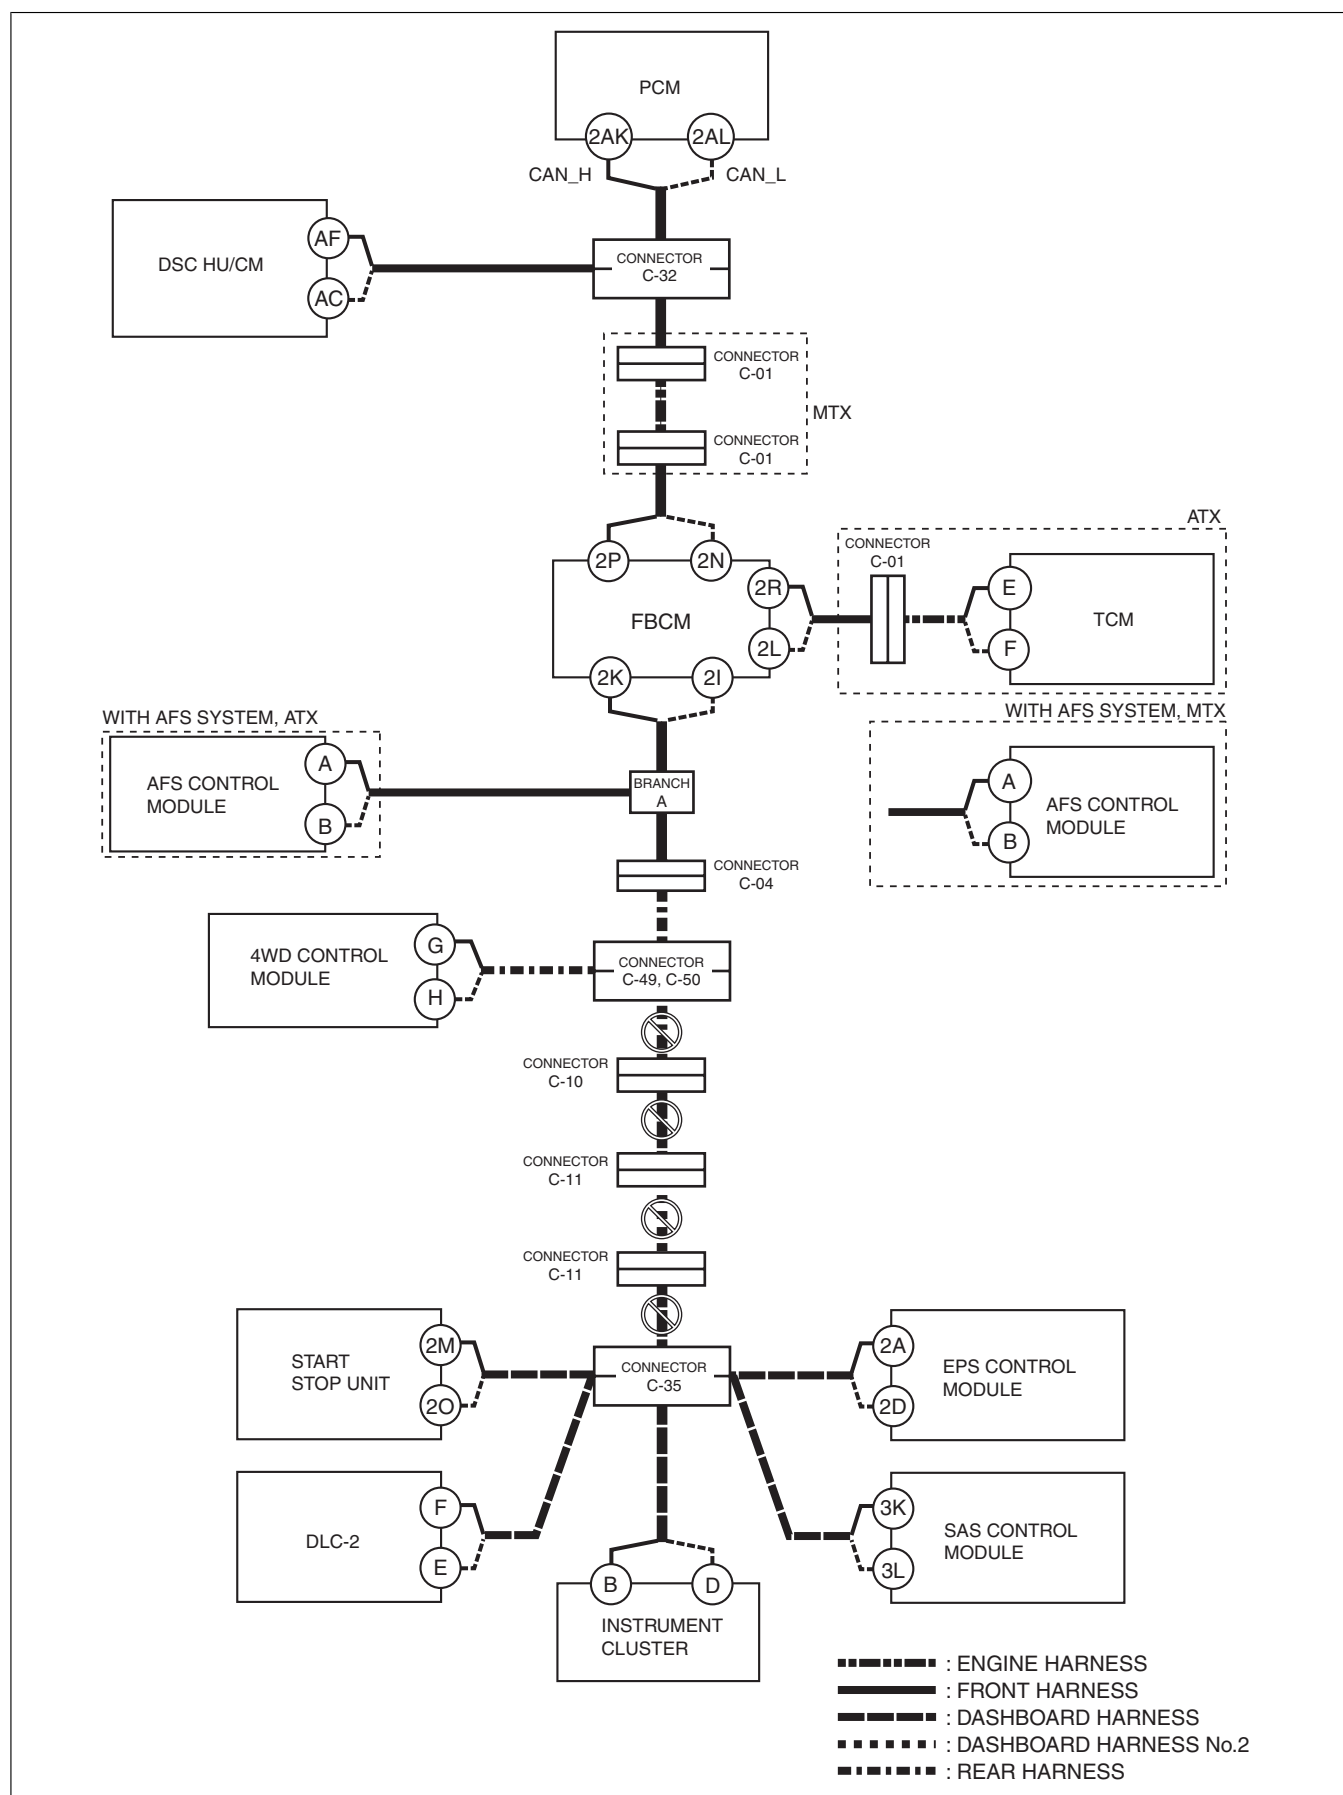 PCM
2AK
2AL
CAN_H
CAN_L
DSC HU/CM
AF
AC
CONNECTOR
C-32
CONNECTOR
C-01
MTX
CONNECTOR
C-01
ATX
CONNECTOR
C-01
2P
2N
2R
2L
FBCM
2K
2I
E
F
TCM
WITH AFS SYSTEM, ATX
AFS CONTROL
MODULE
A
B
BRANCH
A
WITH AFS SYSTEM, MTX
A
B
AFS CONTROL
MODULE
CONNECTOR
C-04
4WD CONTROL
MODULE
G
H
CONNECTOR
C-49, C-50
CONNECTOR
C-10
CONNECTOR
C-11
CONNECTOR
C-11
START
STOP UNIT
2M
2O
CONNECTOR
C-35
2A
2D
EPS CONTROL
MODULE
DLC-2
F
E
3K
3L
SAS CONTROL
MODULE
B
D
INSTRUMENT
CLUSTER
: ENGINE HARNESS
: FRONT HARNESS
: DASHBOARD HARNESS
: DASHBOARD HARNESS No.2
: REAR HARNESS